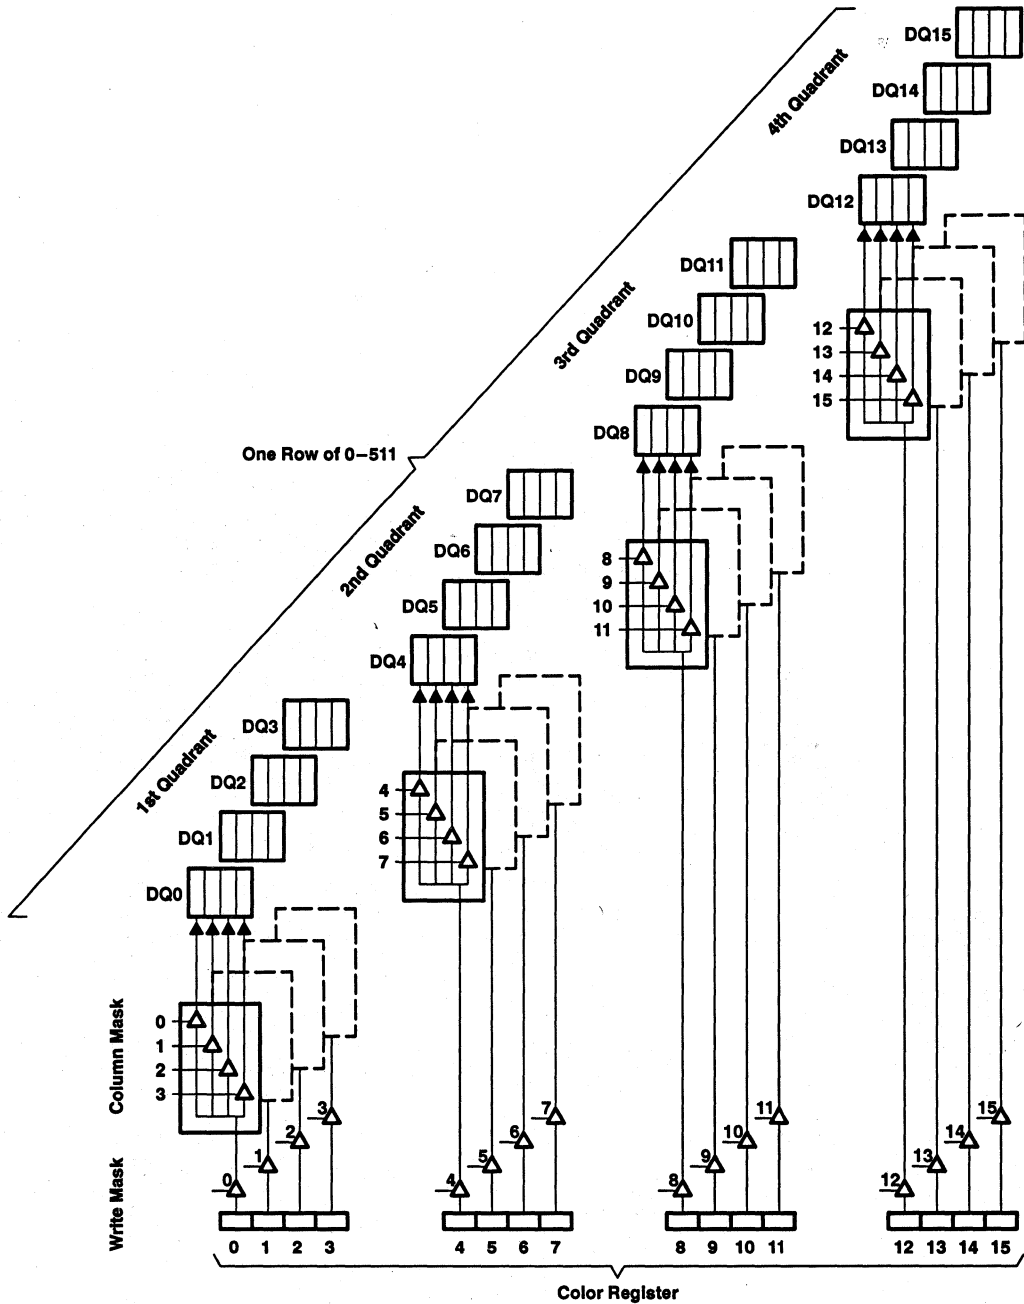 DQ15
DQ14
4th Quadrant
DQ13
DQ12
DQ11
DQ10
3rd Quadrant
DQ9
DQ8
12
13
14
15
One Row of 0–511
DQ7
DQ6
2nd Quadrant
DQ5
DQ4
8
9
10
11
DQ3
DQ2
1st Quadrant
DQ1
DQ0
4
5
6
7
Column Mask
0
1
2
3
Write Mask
3
2
1
0
7
6
5
4
11
10
9
8
15
14
13
12
0 1 2 3 4 5 6 7 8 9 10 11 12 13 14 15
Color Register